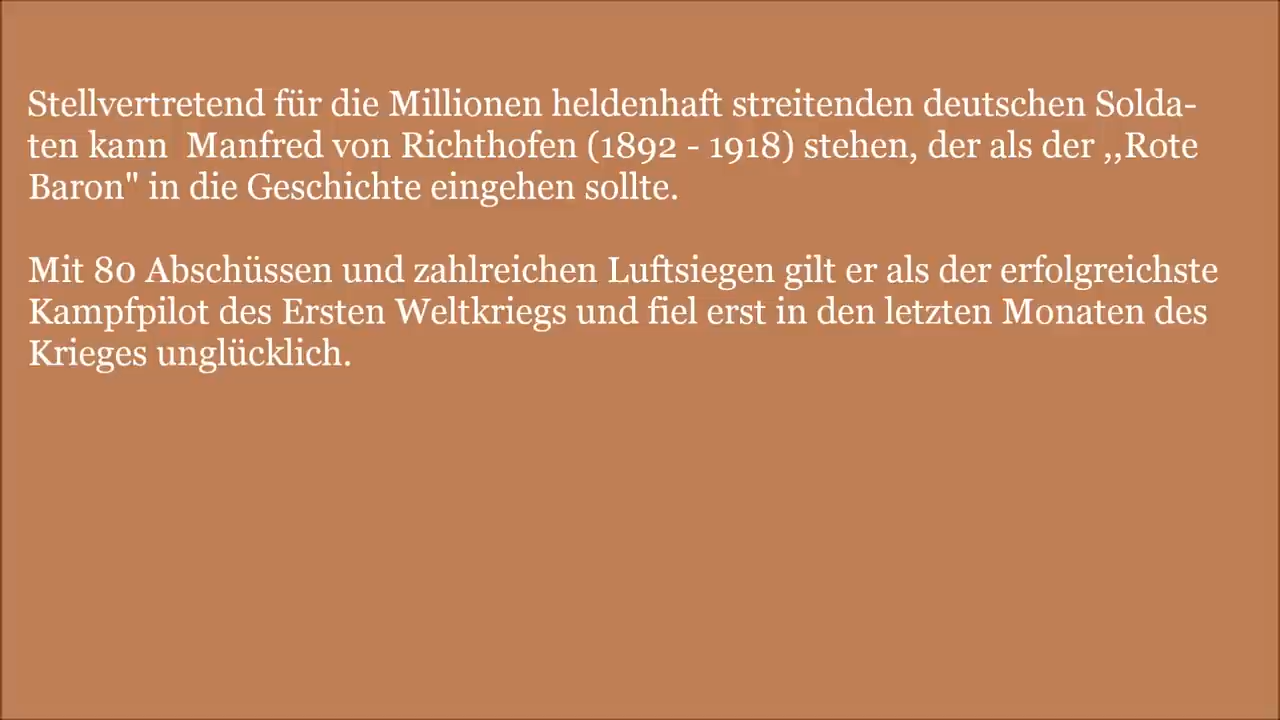 Stellvertretend für die Millionen heldenhaft streitenden deutschen Solda-
ten kann  Manfred von Richthofen (1892 - 1918) stehen, der als der ,,Rote
Baron" in die Geschichte eingehen sollte.
Mit 80 Abschüssen und zahlreichen Luftsiegen gilt er als der erfolgreichste
Kampfpilot des Ersten Weltkriegs und fiel erst in den letzten Monaten des
Krieges unglücklich.